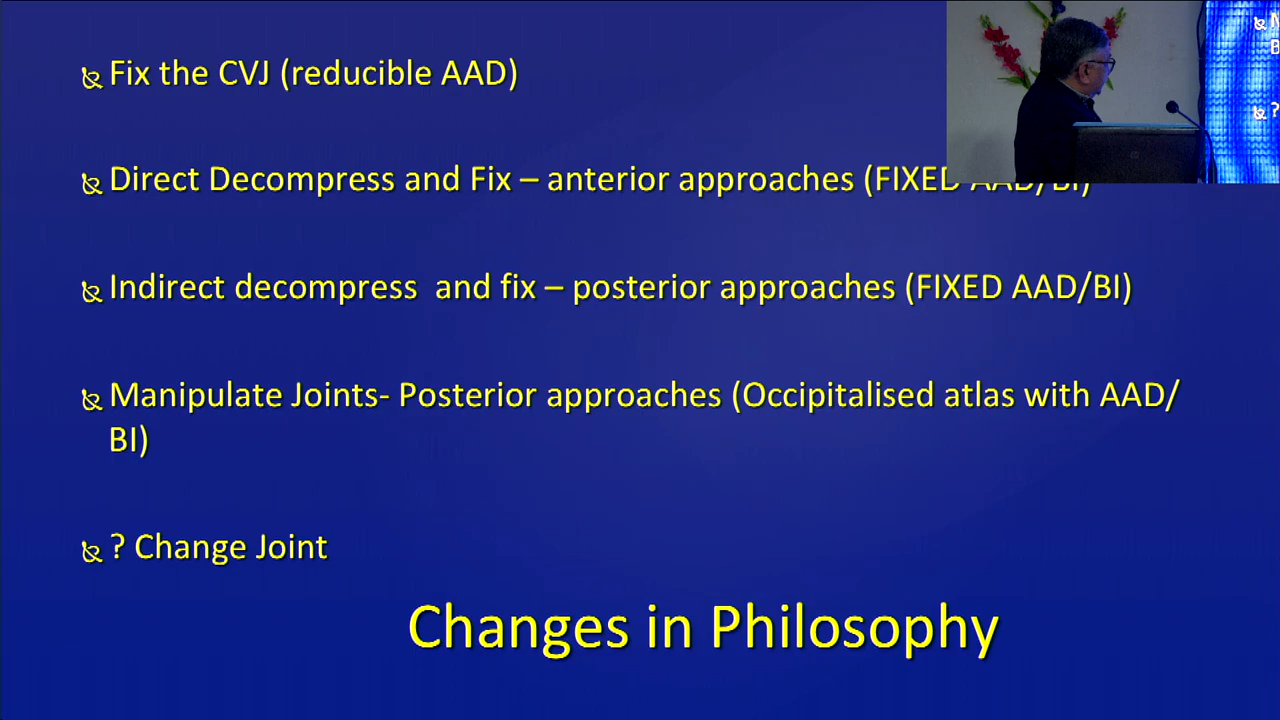 Fix the CVJ (reducible AAD)
Direct Decompress and Fix – anterior approaches (FIXED AAD/BI)
Indirect decompress  and fix – posterior approaches (FIXED AAD/BI)
Manipulate Joints- Posterior approaches (Occipitalised atlas with AAD/
BI)
? Change Joint
Changes in Philosophy